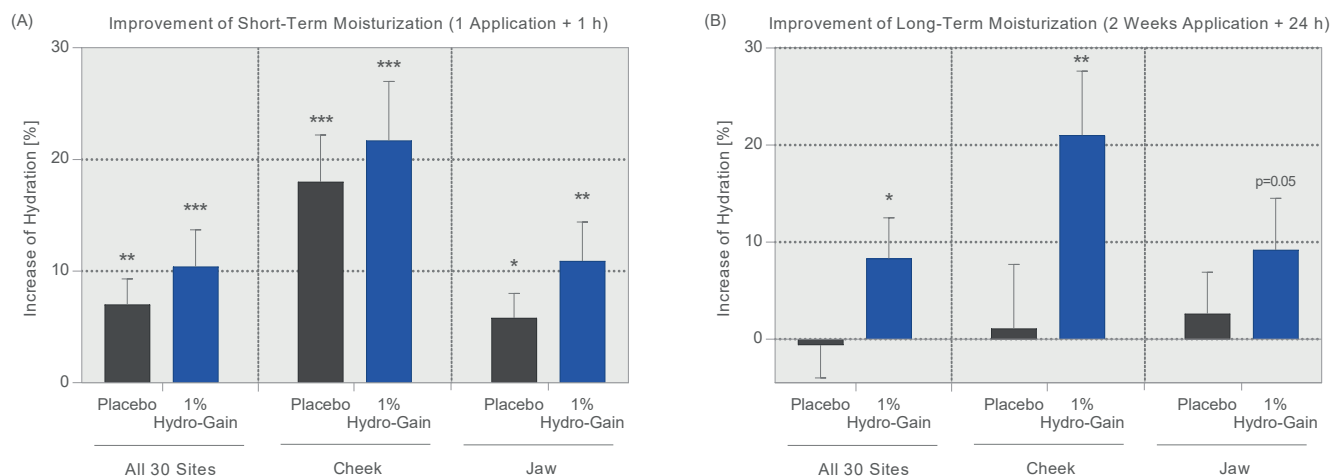 (A)
Improvement of Short-Term Moisturization (1 Application + 1 h)
Increase of Hydration [%]
30
20
10
0
**
***
***
***
*
**
Placebo
1%
Hydro-Gain
Placebo
1%
Hydro-Gain
Placebo
1%
Hydro-Gain
All 30 Sites
Cheek
Jaw
(B)
Improvement of Long-Term Moisturization (2 Weeks Application + 24 h)
Increase of Hydration [%]
30
20
10
0
*
**
p=0.05
Placebo
1%
Hydro-Gain
Placebo
1%
Hydro-Gain
Placebo
1%
Hydro-Gain
All 30 Sites
Cheek
Jaw